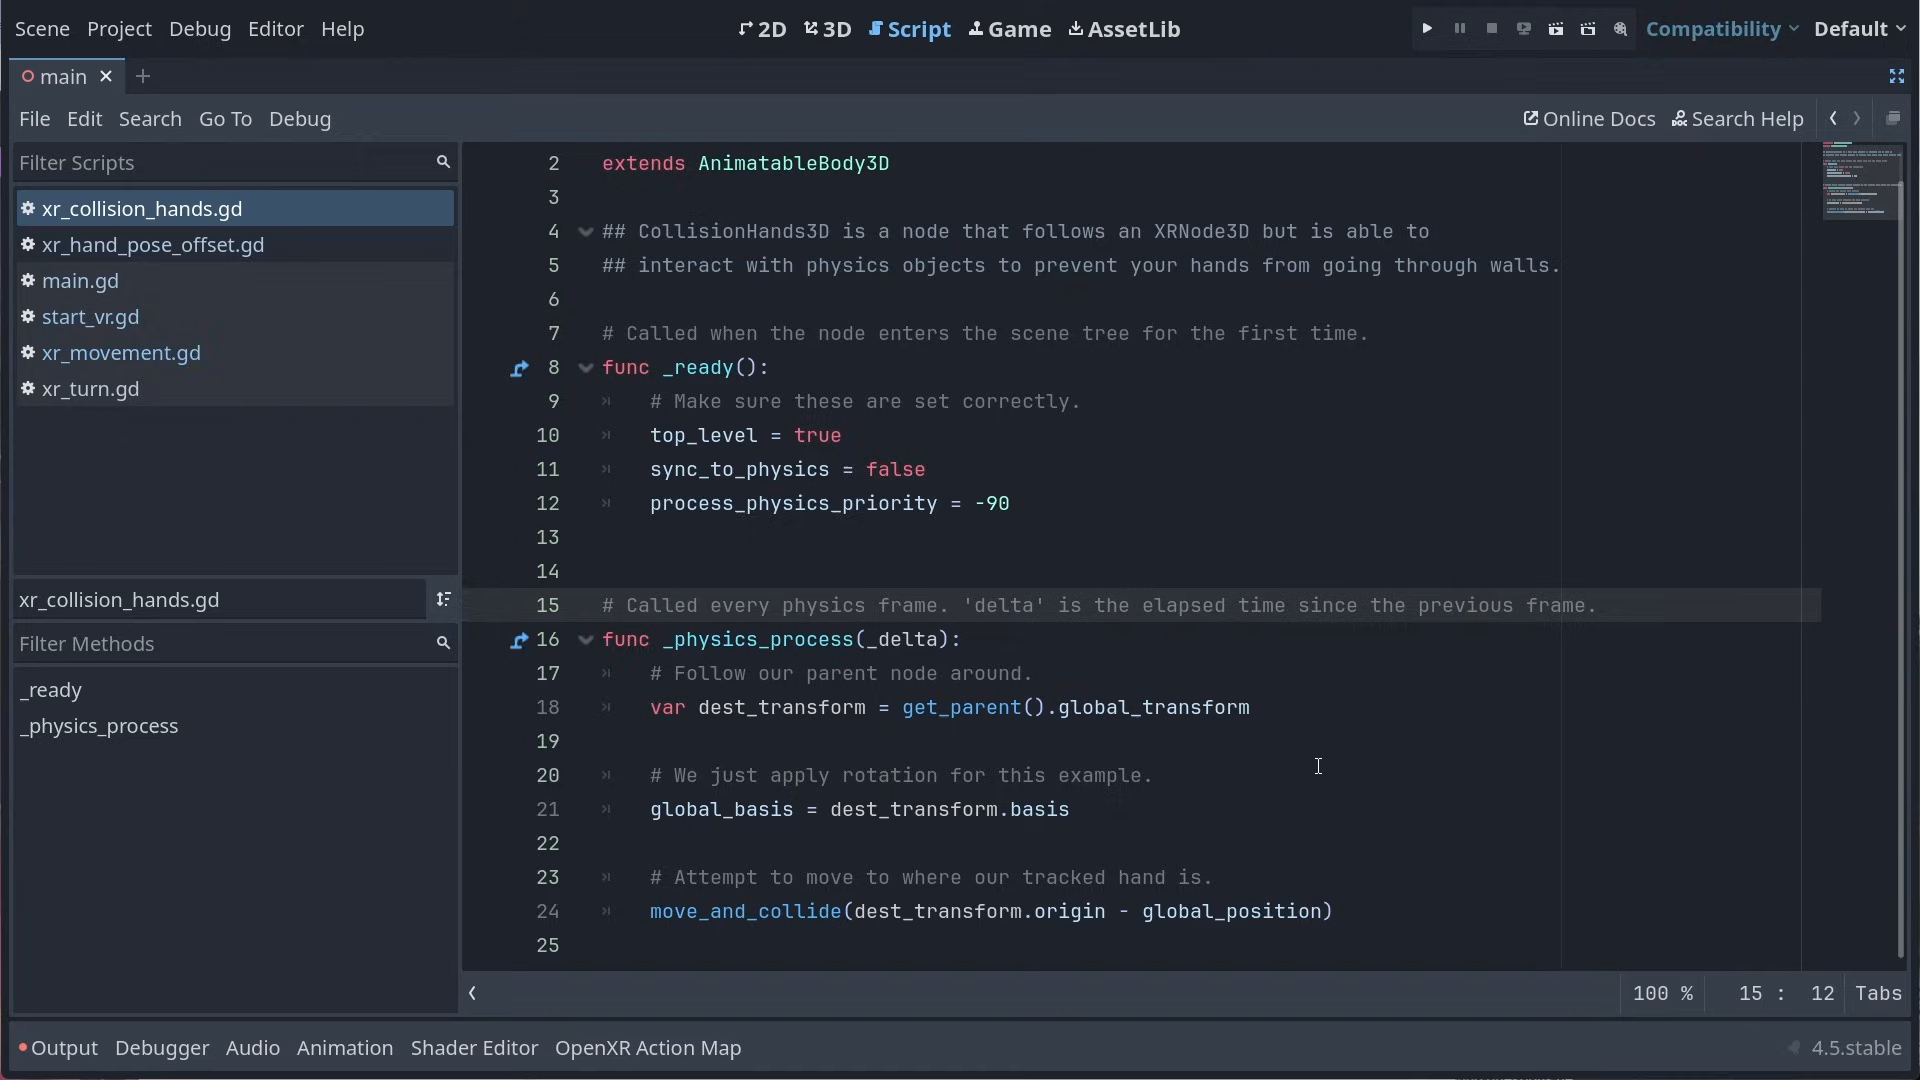 Scene Project Debug Editor Help 2D 3D Script Game AssetLib Compatibility Default
main
File Edit Search Go To Debug Online Docs Search Help
Filter Scripts
xr_collision_hands.gd
xr_hand_pose_offset.gd
main.gd
start_vr.gd
xr_movement.gd
xr_turn.gd
xr_collision_hands.gd
Filter Methods
_ready
_physics_process
2 extends AnimatableBody3D
3
4 ## CollisionHands3D is a node that follows an XRNode3D but is able to
5 ## interact with physics objects to prevent your hands from going through walls.
6
7 # Called when the node enters the scene tree for the first time.
8 func _ready():
9 # Make sure these are set correctly.
10 top_level = true
11 sync_to_physics = false
12 process_physics_priority = -90
13
14
15 # Called every physics frame. 'delta' is the elapsed time since the previous frame.
16 func _physics_process(_delta):
17 # Follow our parent node around.
18 var dest_transform = get_parent().global_transform
19
20 # We just apply rotation for this example.
21 global_basis = dest_transform.basis
22
23 # Attempt to move to where our tracked hand is.
24 move_and_collide(dest_transform.origin - global_position)
25
100 % 15 : 12 Tabs
Output Debugger Audio Animation Shader Editor OpenXR Action Map 4.5.stable